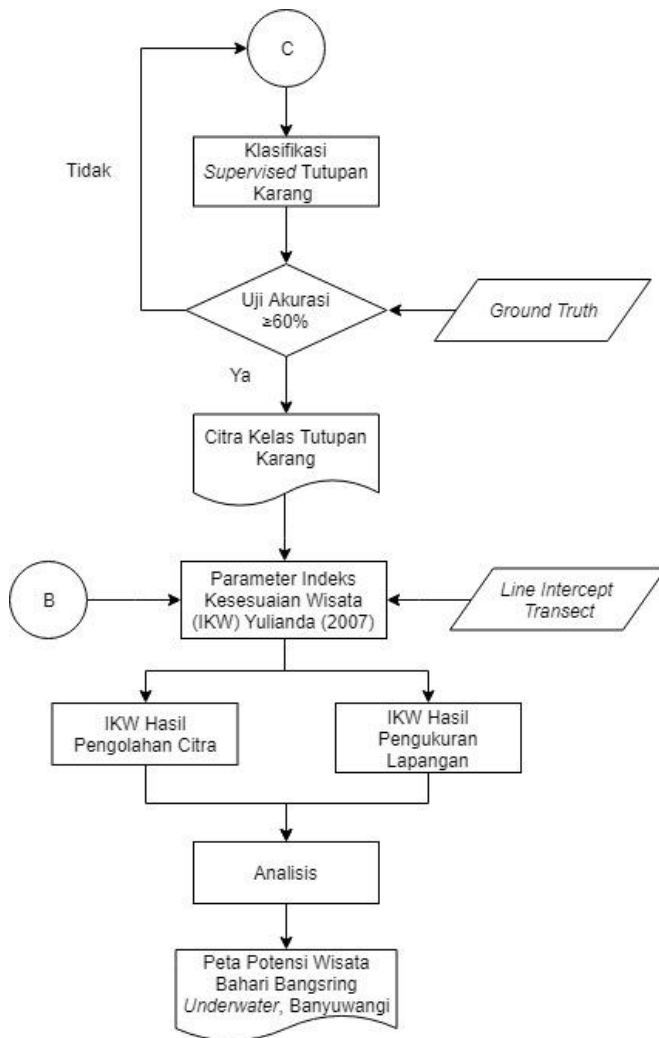 C
Klasifikasi
Supervised Tutupan
Karang
Tidak
Uji Akurasi
≥60%
Ground Truth
Ya
Citra Kelas Tutupan
Karang
B
Parameter Indeks
Kesesuaian Wisata
(IKW) Yulianda (2007)
Line Intercept
Transect
IKW Hasil
Pengolahan Citra
IKW Hasil
Pengukuran
Lapangan
Analisis
Peta Potensi Wisata
Bahari Bangsring
Underwater, Banyuwangi